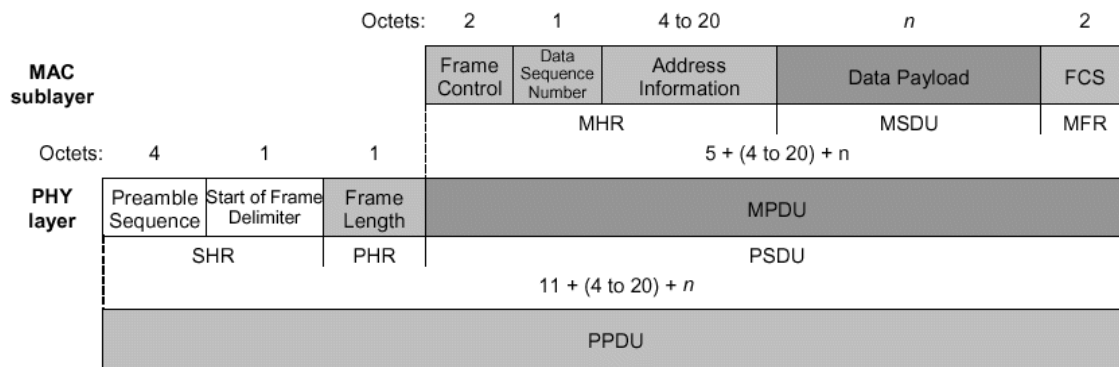 Octets: 2 1 4 to 20 n 2
MAC
sublayer
Frame
Control
Data
Sequence
Number
Address
Information
Data Payload
FCS
MHR MSDU MFR
Octets: 4 1 1 5 + (4 to 20) + n
PHY
layer
Preamble
Sequence
Start of Frame
Delimiter
Frame
Length
MPDU
SHR PHR PSDU
11 + (4 to 20) + n
PPDU